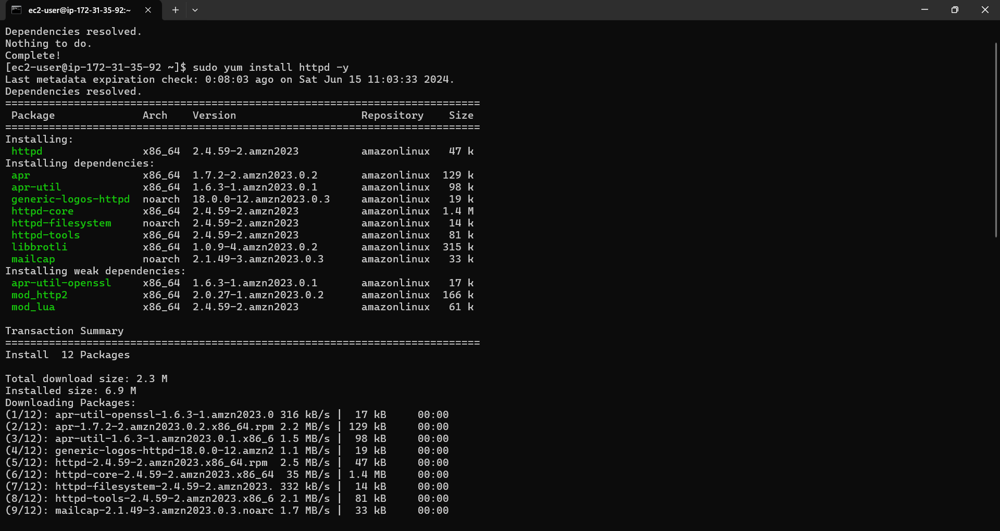 ec2-user@ip-172-31-35-92:~
Dependencies resolved.
Nothing to do.
Complete!
[ec2-user@ip-172-31-35-92 ~]$ sudo yum install httpd -y
Last metadata expiration check: 0:08:03 ago on Sat Jun 15 11:03:33 2024.
Dependencies resolved.
============================================================================
 Package              Arch    Version                    Repository    Size
============================================================================
Installing:
 httpd                x86_64  2.4.59-2.amzn2023          amazonlinux   47 k
Installing dependencies:
 apr                  x86_64  1.7.2-2.amzn2023.0.2       amazonlinux  129 k
 apr-util             x86_64  1.6.3-1.amzn2023.0.1       amazonlinux   98 k
 generic-logos-httpd  noarch  18.0.0-12.amzn2023.0.3     amazonlinux   19 k
 httpd-core           x86_64  2.4.59-2.amzn2023          amazonlinux  1.4 M
 httpd-filesystem     noarch  2.4.59-2.amzn2023          amazonlinux   14 k
 httpd-tools          x86_64  2.4.59-2.amzn2023          amazonlinux   81 k
 libbrotli            x86_64  1.0.9-4.amzn2023.0.2       amazonlinux  315 k
 mailcap              noarch  2.1.49-3.amzn2023.0.3      amazonlinux   33 k
Installing weak dependencies:
 apr-util-openssl     x86_64  1.6.3-1.amzn2023.0.1       amazonlinux   17 k
 mod_http2            x86_64  2.0.27-1.amzn2023.0.2      amazonlinux  166 k
 mod_lua              x86_64  2.4.59-2.amzn2023          amazonlinux   61 k
Transaction Summary
============================================================================
Install  12 Packages
Total download size: 2.3 M
Installed size: 6.9 M
Downloading Packages:
(1/12): apr-util-openssl-1.6.3-1.amzn2023.0 316 kB/s |  17 kB     00:00
(2/12): apr-1.7.2-2.amzn2023.0.2.x86_64.rpm 2.2 MB/s | 129 kB     00:00
(3/12): apr-util-1.6.3-1.amzn2023.0.1.x86_6 1.5 MB/s |  98 kB     00:00
(4/12): generic-logos-httpd-18.0.0-12.amzn2 1.1 MB/s |  19 kB     00:00
(5/12): httpd-2.4.59-2.amzn2023.x86_64.rpm  2.5 MB/s |  47 kB     00:00
(6/12): httpd-core-2.4.59-2.amzn2023.x86_64  35 MB/s | 1.4 MB     00:00
(7/12): httpd-filesystem-2.4.59-2.amzn2023. 332 kB/s |  14 kB     00:00
(8/12): httpd-tools-2.4.59-2.amzn2023.x86_6 2.1 MB/s |  81 kB     00:00
(9/12): mailcap-2.1.49-3.amzn2023.0.3.noarc 1.7 MB/s |  33 kB     00:00